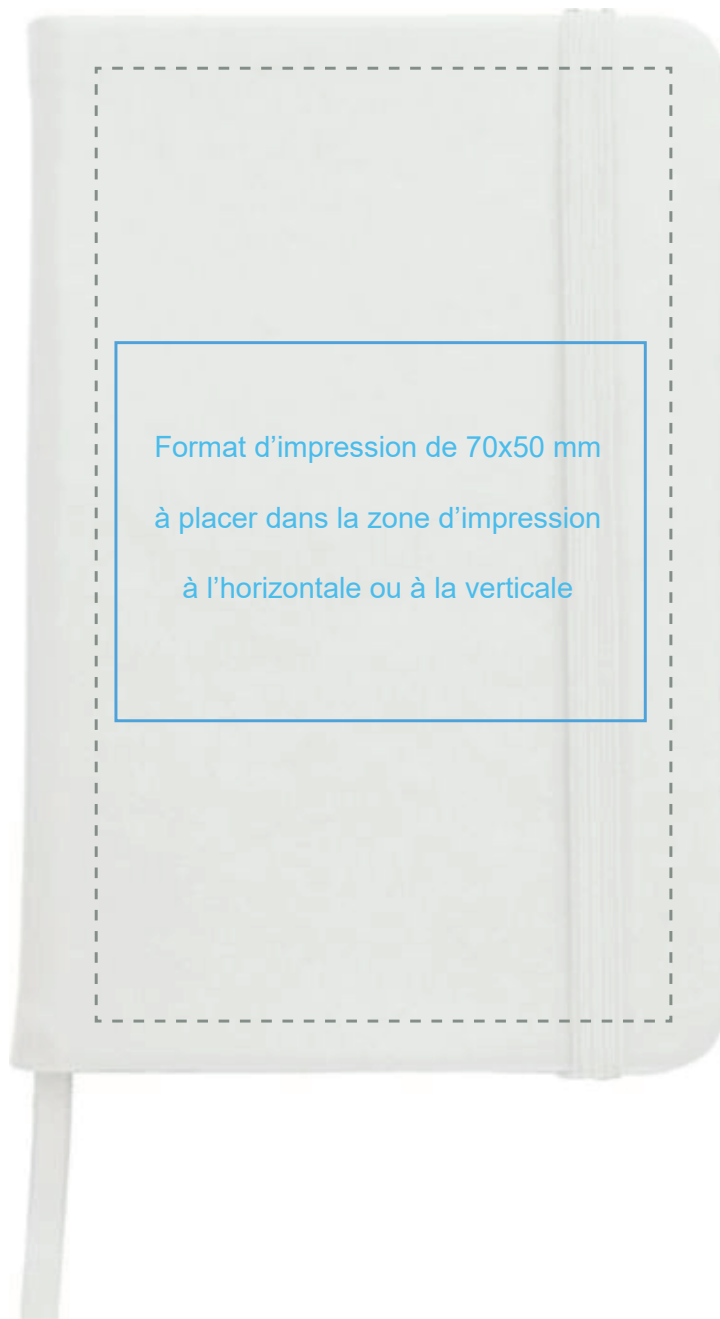 Format d’impression de 70x50 mm
à placer dans la zone d’impression
à l’horizontale ou à la verticale